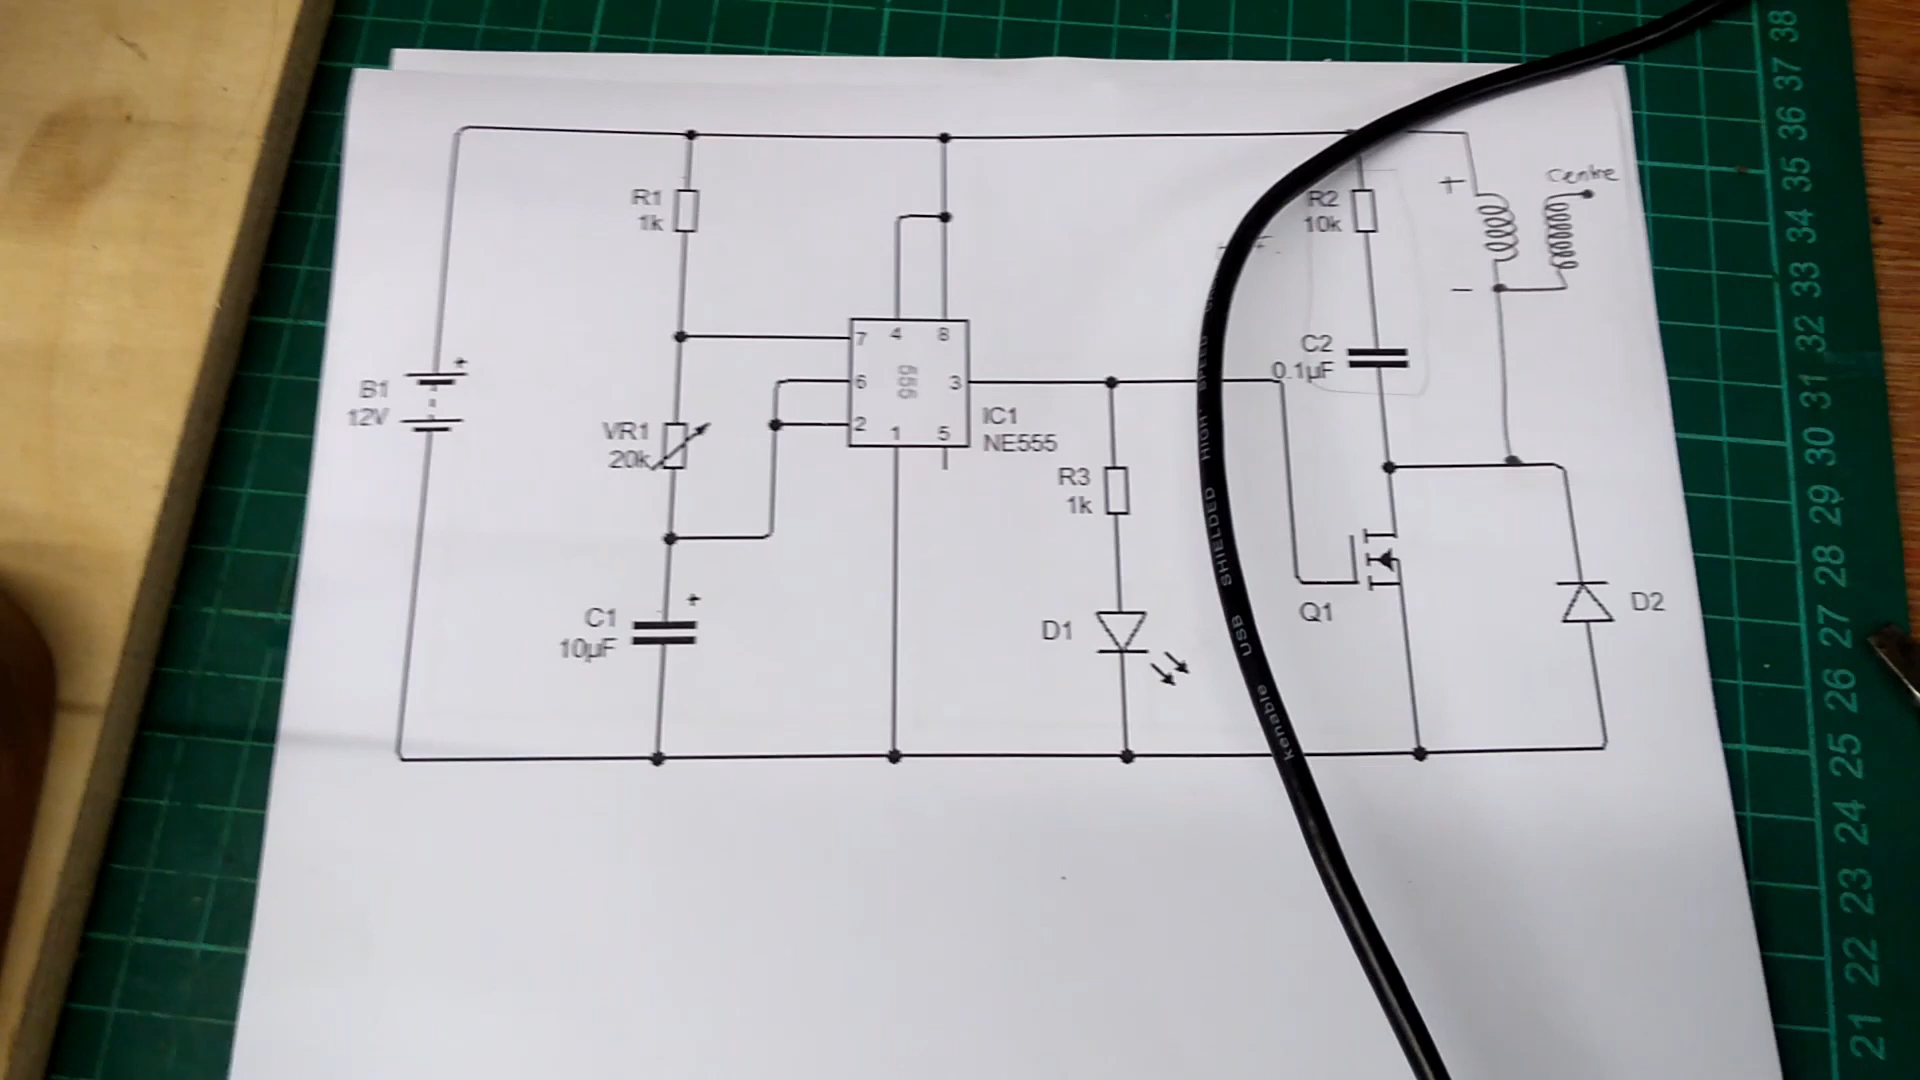 R1
1k
B1
12V
+
VR1
20k
C1
10µF
+
7
4
8
6
555
3
2
1
5
IC1
NE555
R3
1k
D1
R2
10k
C2
0.1µF
Q1
D2
+
−
Centre
kenable USB SHIELDED HIGH SPEED
38
37
36
35
34
33
32
31
30
29
28
27
26
25
24
23
22
21